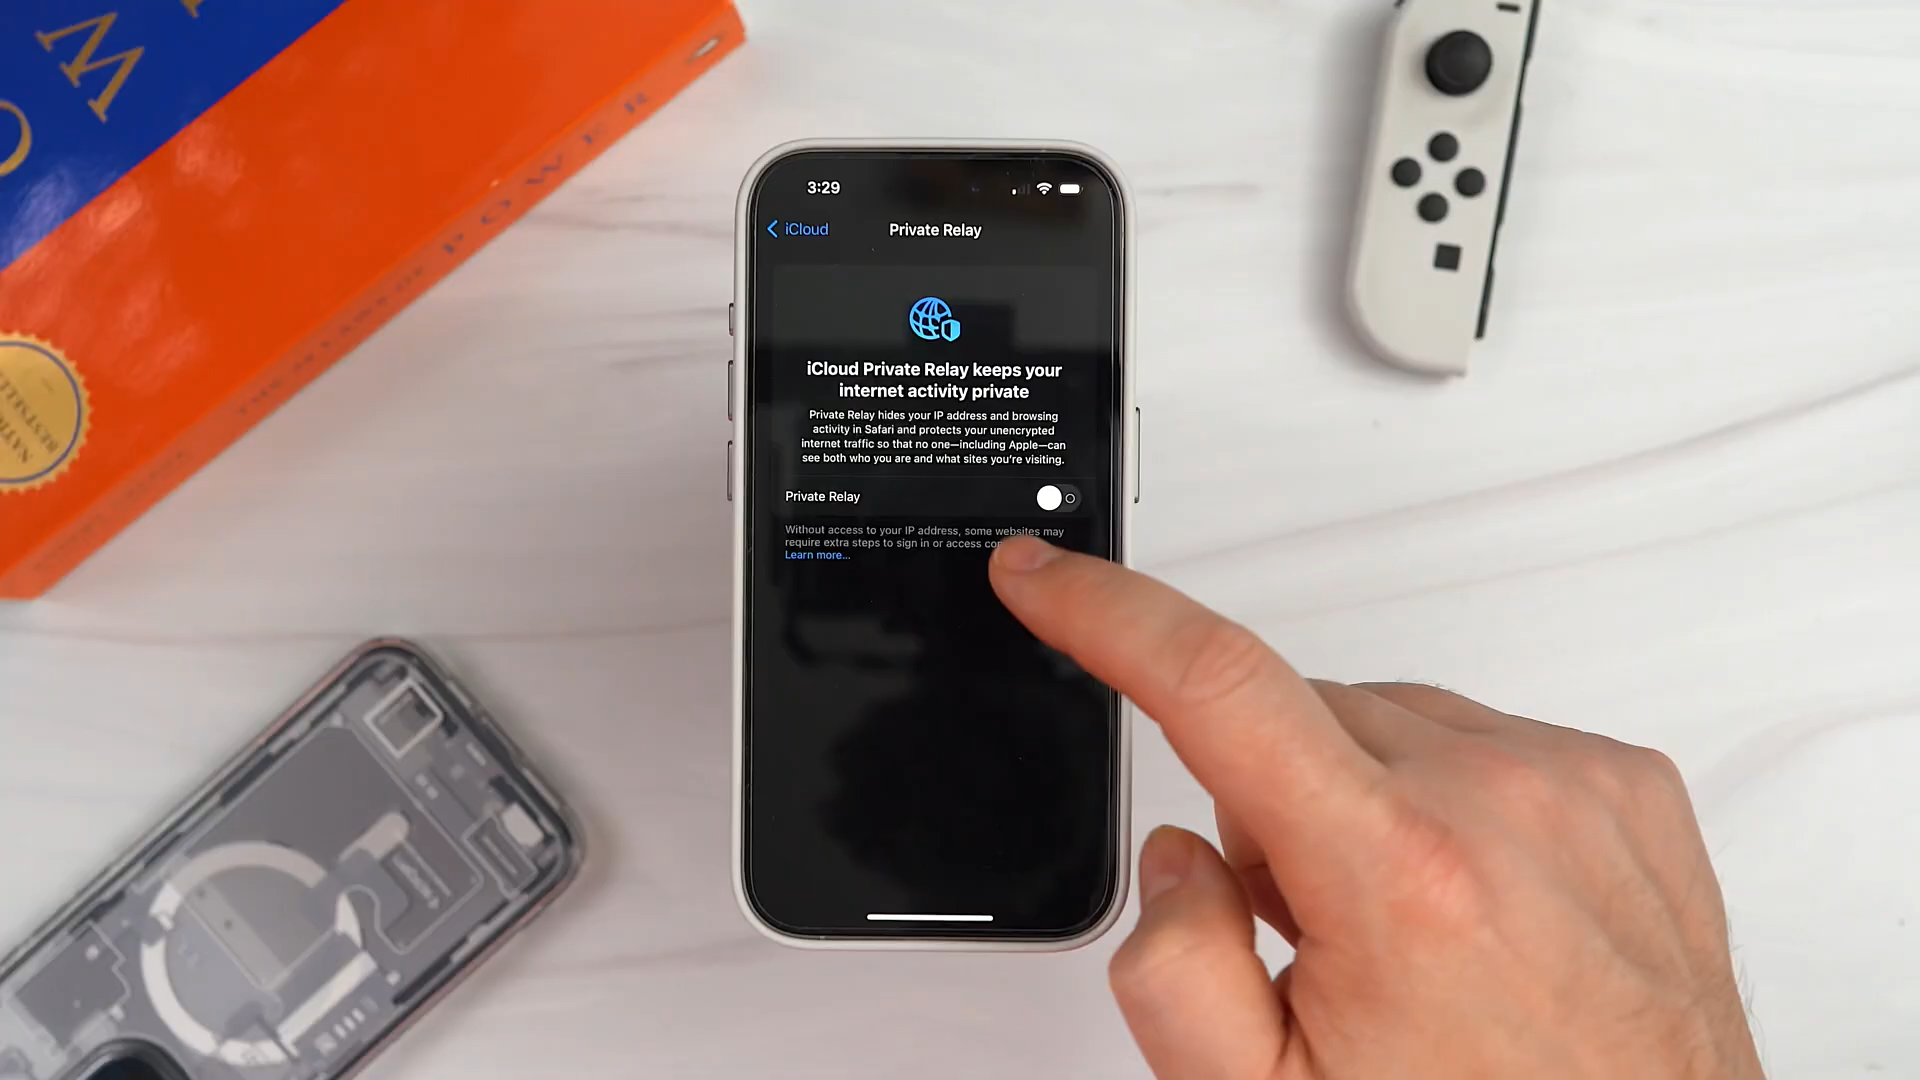 W
O
POWER
NATIO
BESTSELLE
3:29
iCloud
Private Relay
iCloud Private Relay keeps your
internet activity private
Private Relay hides your IP address and browsing
activity in Safari and protects your unencrypted
internet traffic so that no one—including Apple—can
see both who you are and what sites you're visiting.
Private Relay
Without access to your IP address, some websites may
require extra steps to sign in or access
Learn more...